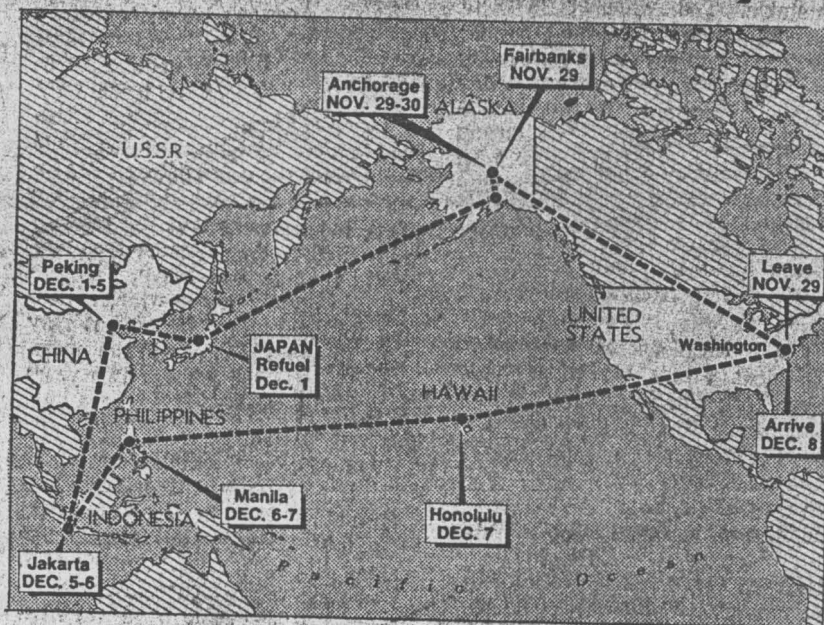 Fairbanks
NOV. 29
Anchorage
NOV. 29-30
ALASKA
U.S.S.R.
Peking
DEC. 1-5
Leave
NOV. 29
UNITED
STATES
Washington
CHINA
JAPAN
Refuel
Dec. 1
HAWAII
PHILIPPINES
Arrive
DEC. 8
Manila
DEC. 6-7
Honolulu
DEC. 7
INDONESIA
Jakarta
DEC. 5-6
Pacific Ocean